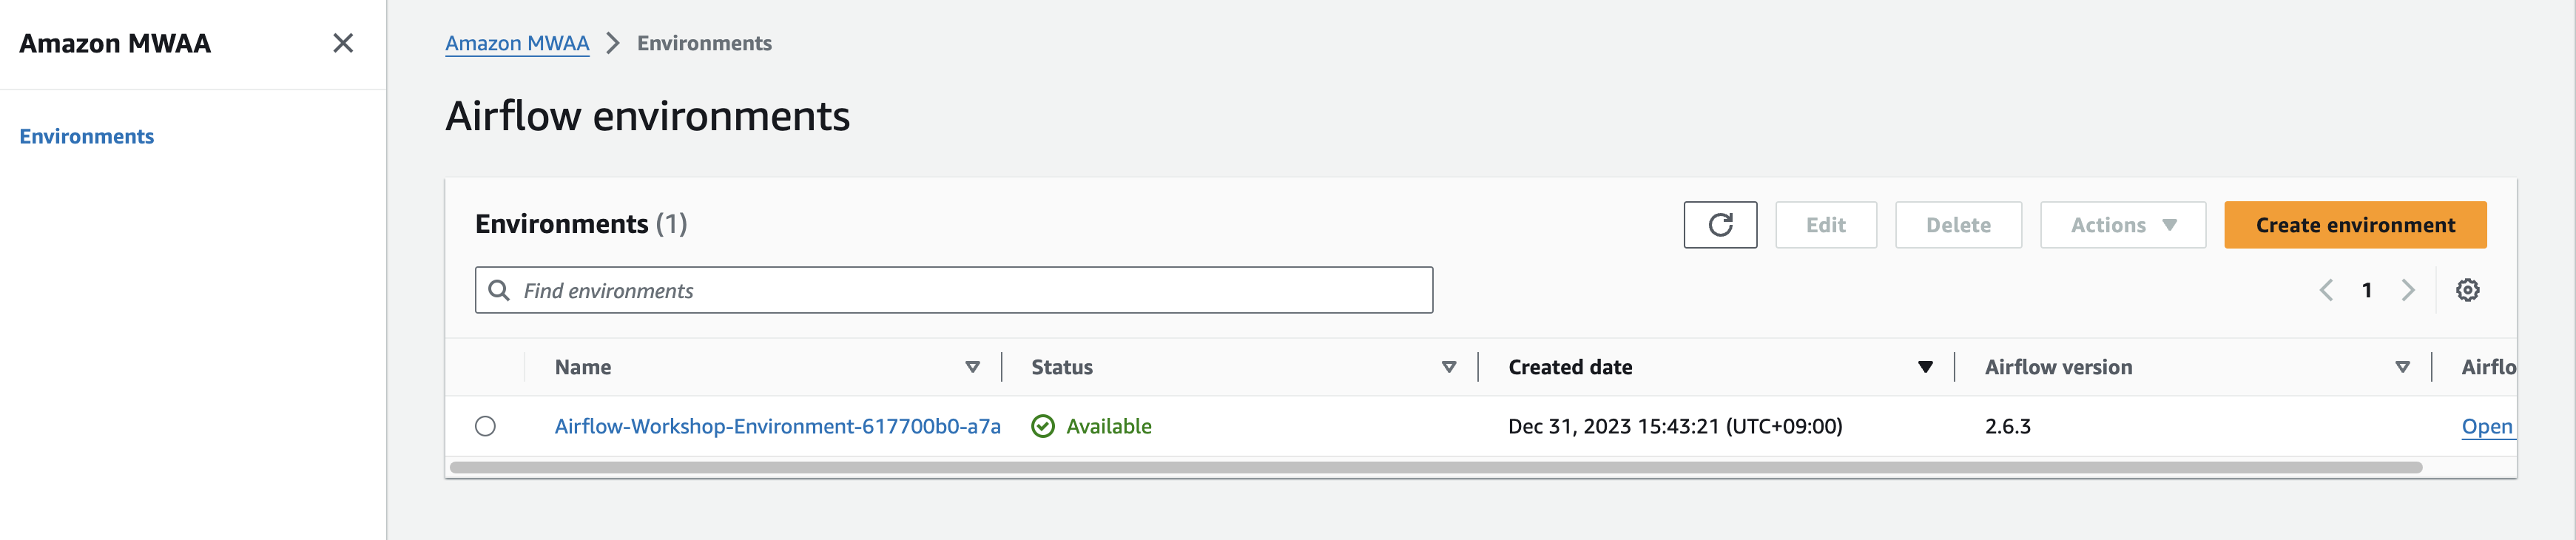 Amazon MWAA
Environments
Amazon MWAA > Environments
Airflow environments
Environments (1)
Edit
Delete
Actions
Create environment
Find environments
1
Name Status Created date Airflow version Airflo
Airflow-Workshop-Environment-617700b0-a7a Available Dec 31, 2023 15:43:21 (UTC+09:00) 2.6.3 Open